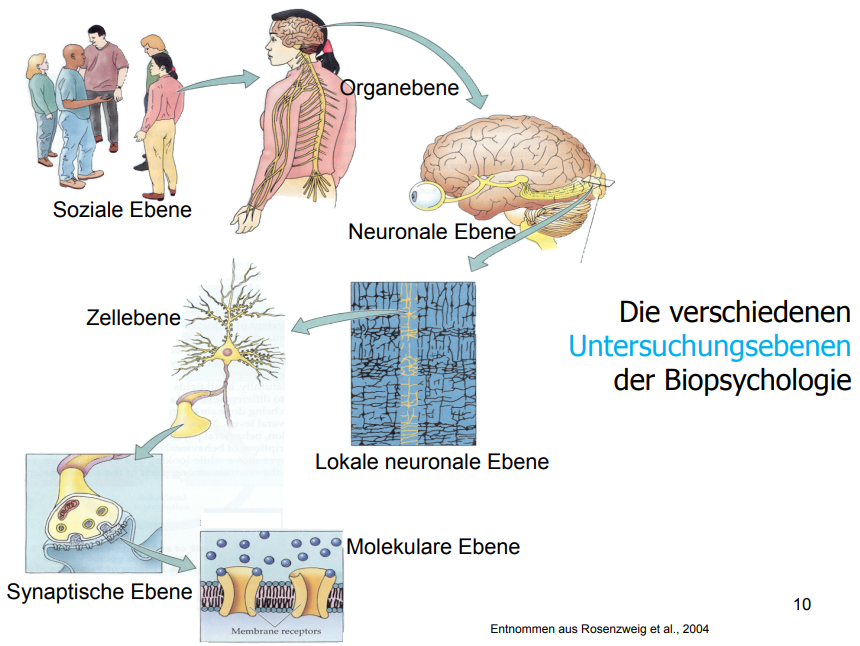 Organebene
Soziale Ebene
Neuronale Ebene
Zellebene
Die verschiedenen
Untersuchungsebenen
der Biopsychologie
Lokale neuronale Ebene
Molekulare Ebene
Synaptische Ebene
Membrane receptors
10
Entnommen aus Rosenzweig et al., 2004